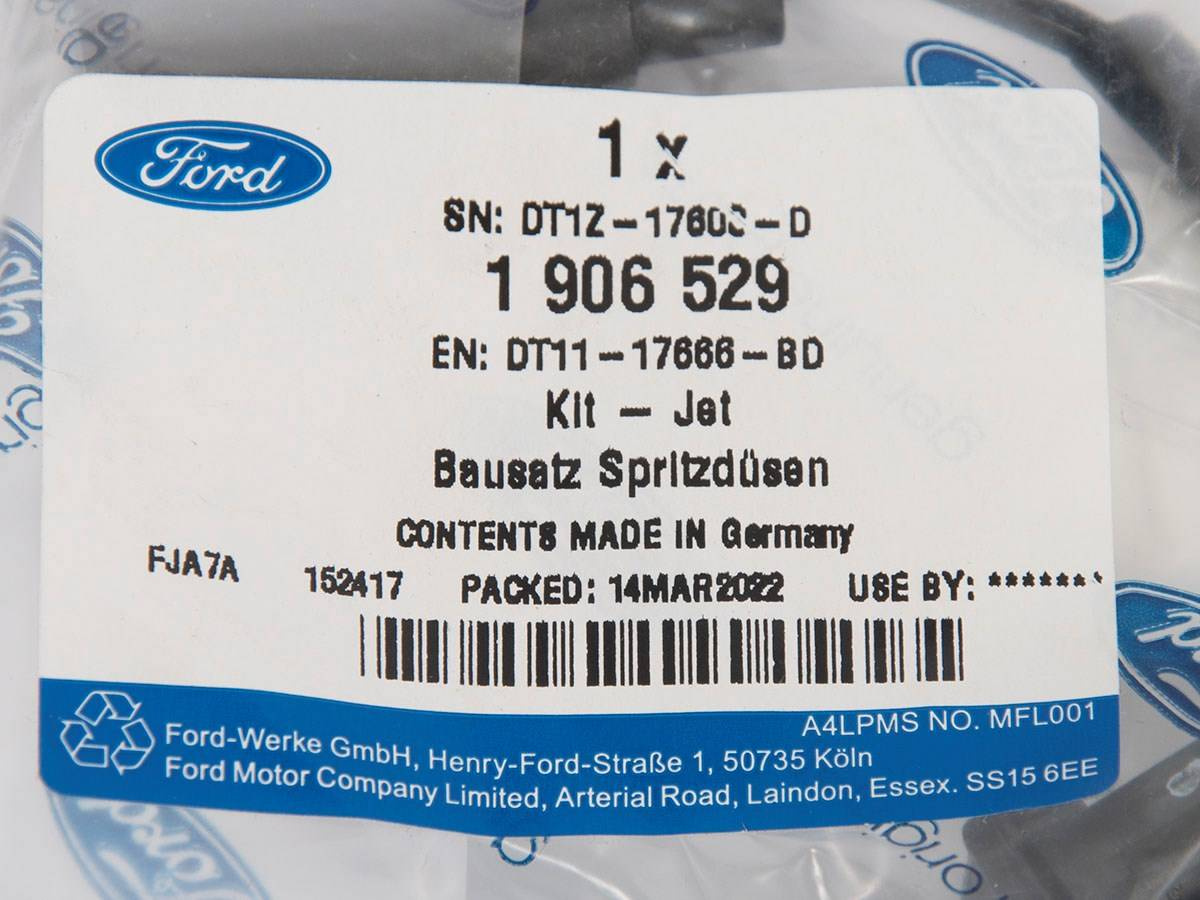 Ford
1 x
SN: DT1Z-17603-D
1 906 529
EN: DT11-17666-BD
Kit - Jet
Bausatz Spritzdüsen
CONTENTS MADE IN Germany
FJA7A 152417 PACKED: 14MAR2022 USE BY: *******
A4LPMS NO. MFL001
Ford-Werke GmbH, Henry-Ford-Straße 1, 50735 Köln
Ford Motor Company Limited, Arterial Road, Laindon, Essex. SS15 6EE